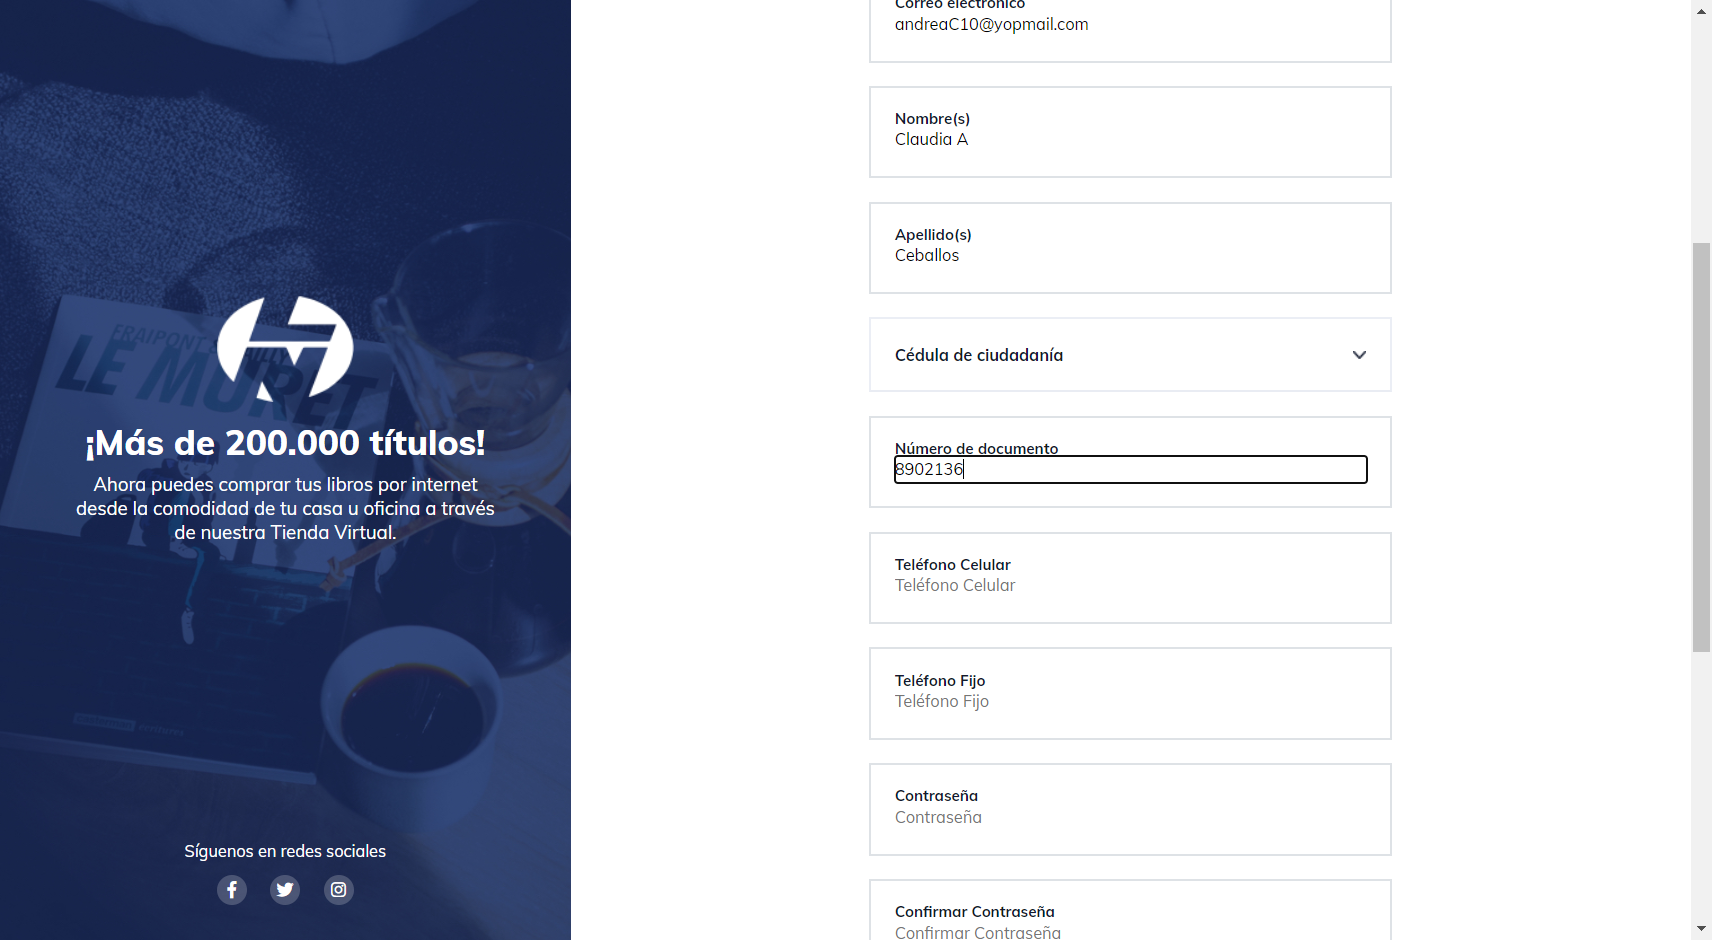 FRAIPONT
LE MURET
¡Más de 200.000 títulos!
Ahora puedes comprar tus libros por internet
desde la comodidad de tu casa u oficina a través
de nuestra Tienda Virtual.
Síguenos en redes sociales
Correo electrónico
andreaC10@yopmail.com
Nombre(s)
Claudia A
Apellido(s)
Ceballos
Cédula de ciudadanía
Número de documento
8902136
Teléfono Celular
Teléfono Celular
Teléfono Fijo
Teléfono Fijo
Contraseña
Contraseña
Confirmar Contraseña
Confirmar Contraseña